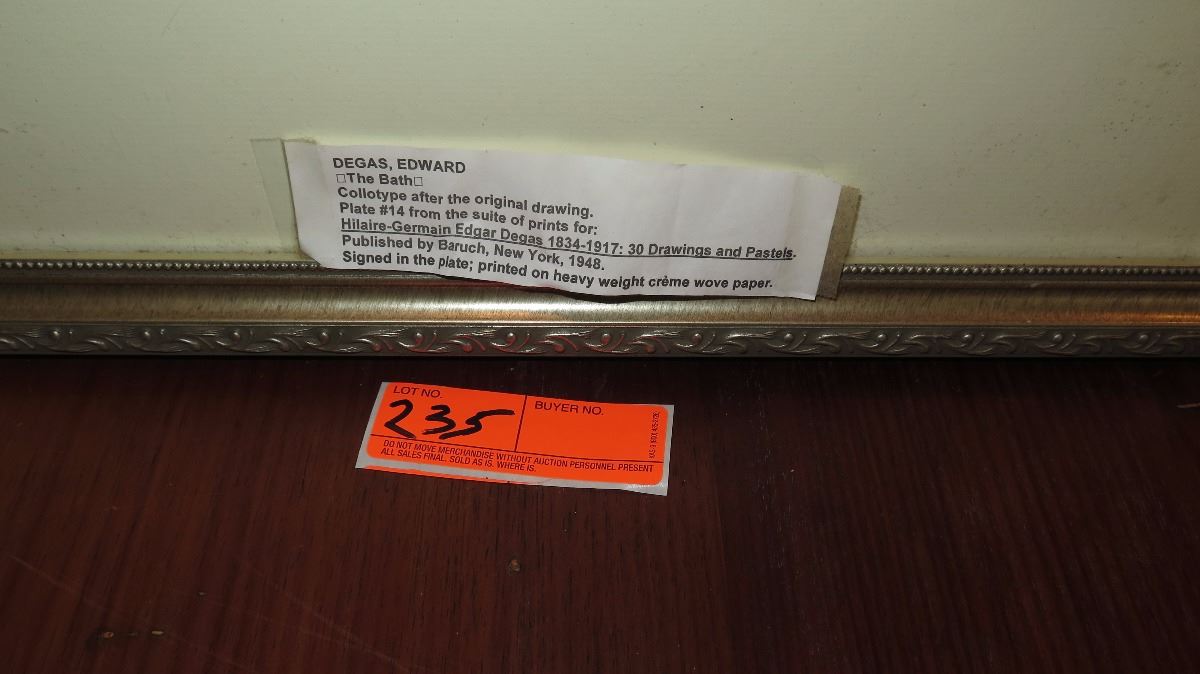 DEGAS, EDWARD
□The Bath□
Collotype after the original drawing.
Plate #14 from the suite of prints for:
Hilaire-Germain Edgar Degas 1834-1917: 30 Drawings and Pastels.
Published by Baruch, New York, 1948.
Signed in the plate; printed on heavy weight crème wove paper.
LOT NO.
235
BUYER NO.
DO NOT MOVE MERCHANDISE WITHOUT AUCTION PERSONNEL PRESENT
ALL SALES FINAL. SOLD AS IS. WHERE IS.